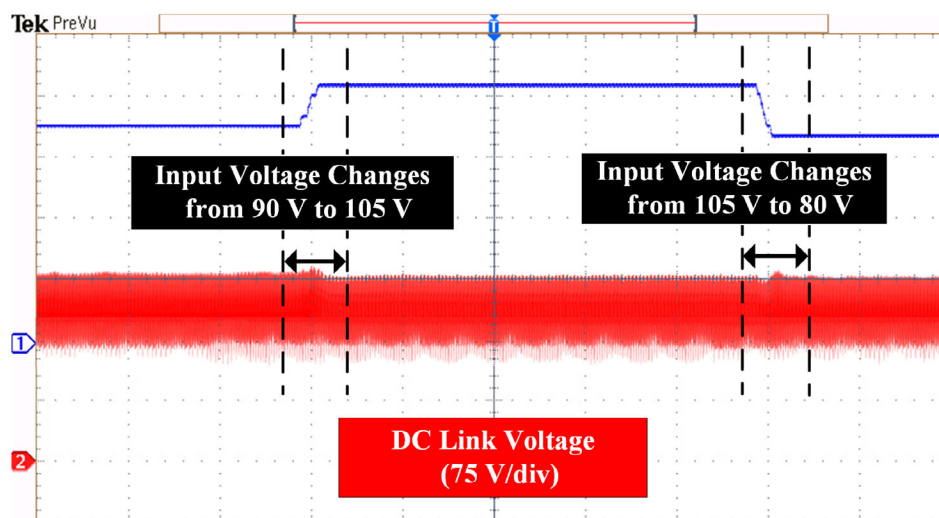 Tek PreVu
T
Input Voltage Changes
from 90 V to 105 V
Input Voltage Changes
from 105 V to 80 V
1
DC Link Voltage
(75 V/div)
2